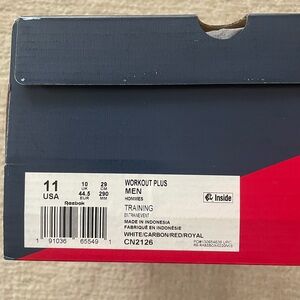 11
USA
10
UK
29
CM
44.5
EUR
290
MM
Reebok
1 91036 65549 1
WORKOUT PLUS
MEN
HOMMES
TRAINING
ENTRAINEMENT
MADE IN INDONESIA
FABRIQUÉ EN INDONÉSIE
WHITE/CARBON/RED/ROYAL
CN2126
Inside